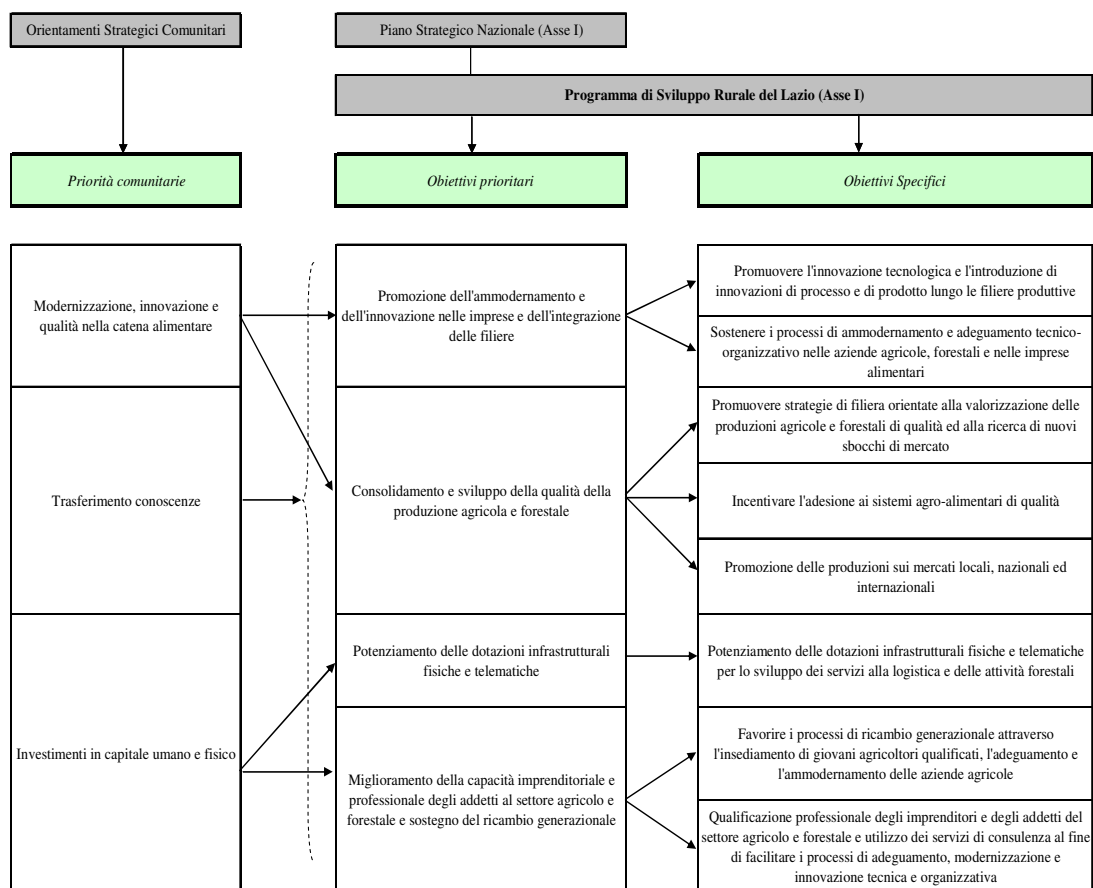 Orientamenti Strategici Comunitari
Piano Strategico Nazionale (Asse I)
Programma di Sviluppo Rurale del Lazio (Asse I)
Priorità comunitarie
Obiettivi prioritari
Obiettivi Specifici
Modernizzazione, innovazione e
qualità nella catena alimentare
Trasferimento conoscenze
Investimenti in capitale umano e fisico
Promozione dell'ammodernamento e
dell'innovazione nelle imprese e dell'integrazione
delle filiere
Consolidamento e sviluppo della qualità della
produzione agricola e forestale
Potenziamento delle dotazioni infrastrutturali
fisiche e telematiche
Miglioramento della capacità imprenditoriale e
professionale degli addetti al settore agricolo e
forestale e sostegno del ricambio generazionale
Promuovere l'innovazione tecnologica e l'introduzione di
innovazioni di processo e di prodotto lungo le filiere produttive
Sostenere i processi di ammodernamento e adeguamento tecnico-
organizzativo nelle aziende agricole, forestali e nelle imprese
alimentari
Promuovere strategie di filiera orientate alla valorizzazione delle
produzioni agricole e forestali di qualità ed alla ricerca di nuovi
sbocchi di mercato
Incentivare l'adesione ai sistemi agro-alimentari di qualità
Promozione delle produzioni sui mercati locali, nazionali ed
internazionali
Potenziamento delle dotazioni infrastrutturali fisiche e telematiche
per lo sviluppo dei servizi alla logistica e delle attività forestali
Favorire i processi di ricambio generazionale attraverso
l'insediamento di giovani agricoltori qualificati, l'adeguamento e
l'ammodernamento delle aziende agricole
Qualificazione professionale degli imprenditori e degli addetti del
settore agricolo e forestale e utilizzo dei servizi di consulenza al fine
di facilitare i processi di adeguamento, modernizzazione e
innovazione tecnica e organizzativa